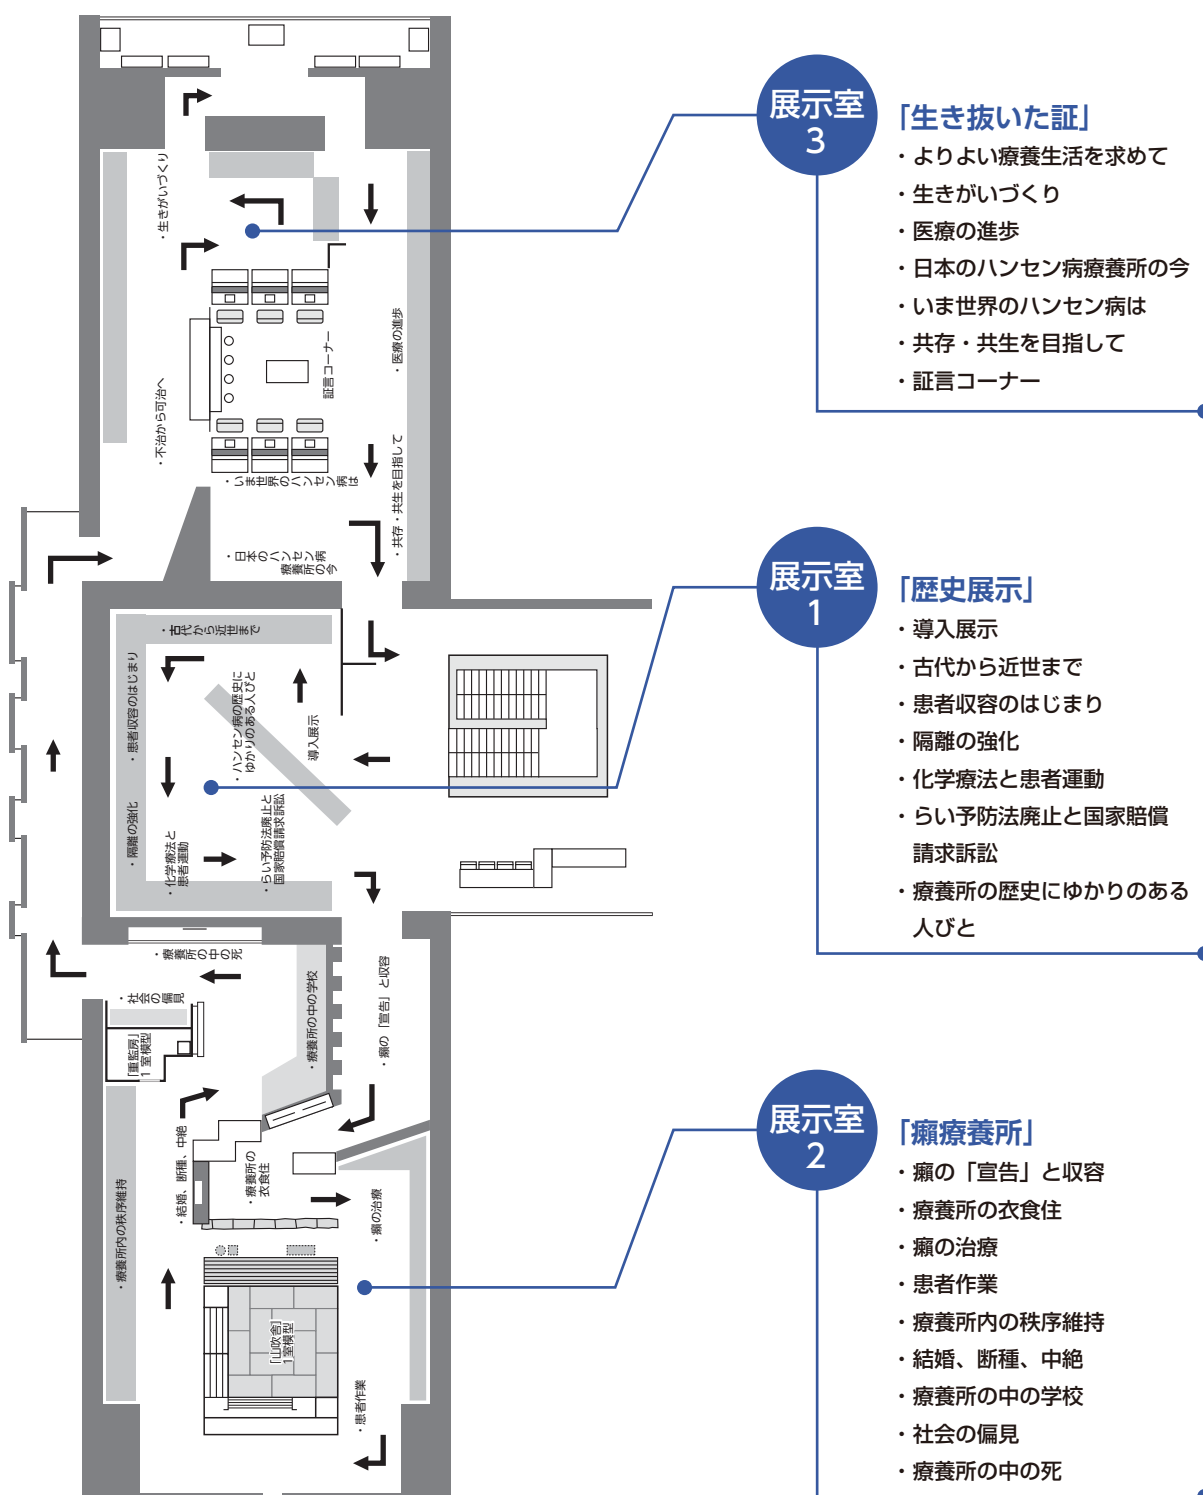 展示室
3
「生き抜いた証」
・よりよい療養生活を求めて
・生きがいづくり
・医療の進歩
・日本のハンセン病療養所の今
・いま世界のハンセン病は
・共存・共生を目指して
・証言コーナー
展示室
1
「歴史展示」
・導入展示
・古代から近世まで
・患者収容のはじまり
・隔離の強化
・化学療法と患者運動
・らい予防法廃止と国家賠償
請求訴訟
・療養所の歴史にゆかりのある
人びと
展示室
2
「癩療養所」
・癩の「宣告」と収容
・療養所の衣食住
・癩の治療
・患者作業
・療養所内の秩序維持
・結婚、断種、中絶
・療養所の中の学校
・社会の偏見
・療養所の中の死
・生きがいづくり
・不治から可治へ
証言コーナー
・医療の進歩
・いま世界のハンセン病は
・共存・共生を目指して
・日本のハンセン病
療養所の今
・古代から近世まで
・患者収容のはじまり
・ハンセン病の歴史に
ゆかりのある人びと
導入展示
・隔離の強化
・化学療法と
患者運動
・らい予防法廃止と
国家賠償請求訴訟
・療養所の中の死
・社会の偏見
「重監房」
1室模型
・療養所の中の学校
・癩の「宣告」と収容
・結婚、断種、中絶
・療養所の
衣食住
・療養所内の秩序維持
・癩の治療
「山吹舎」
1室模型
・患者作業